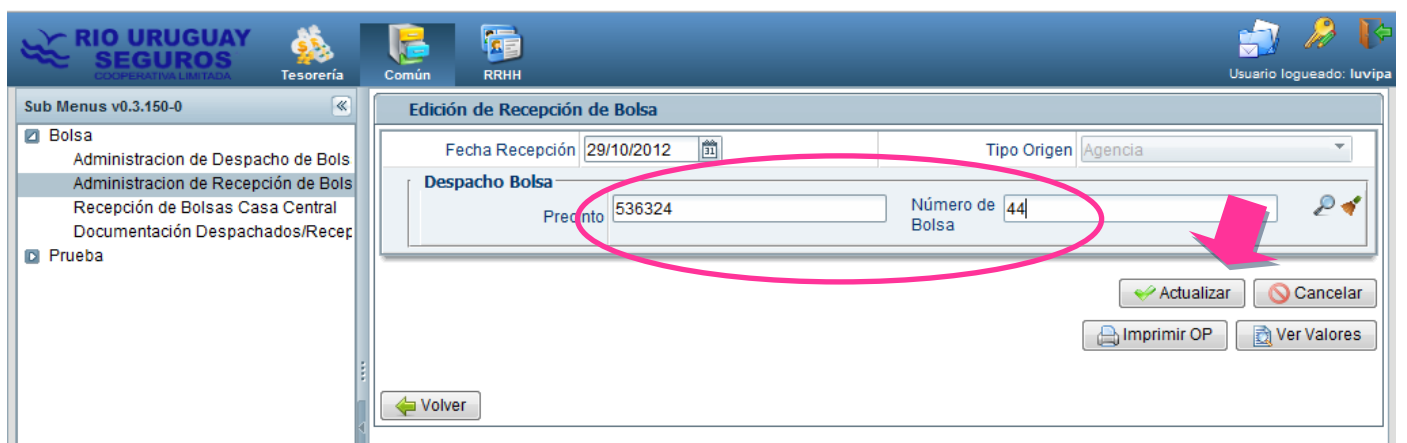 RIO URUGUAY
SEGUROS
COOPERATIVA LIMITADA
Tesorería
Común
RRHH
Usuario logueado: luvipa
Sub Menus v0.3.150-0
Bolsa
Administracion de Despacho de Bols
Administracion de Recepción de Bols
Recepción de Bolsas Casa Central
Documentación Despachados/Recep
Prueba
Edición de Recepción de Bolsa
Fecha Recepción 29/10/2012 31 Tipo Origen Agencia
Despacho Bolsa
Precinto 536324 Número de 44
Bolsa
Actualizar Cancelar
Imprimir OP Ver Valores
Volver